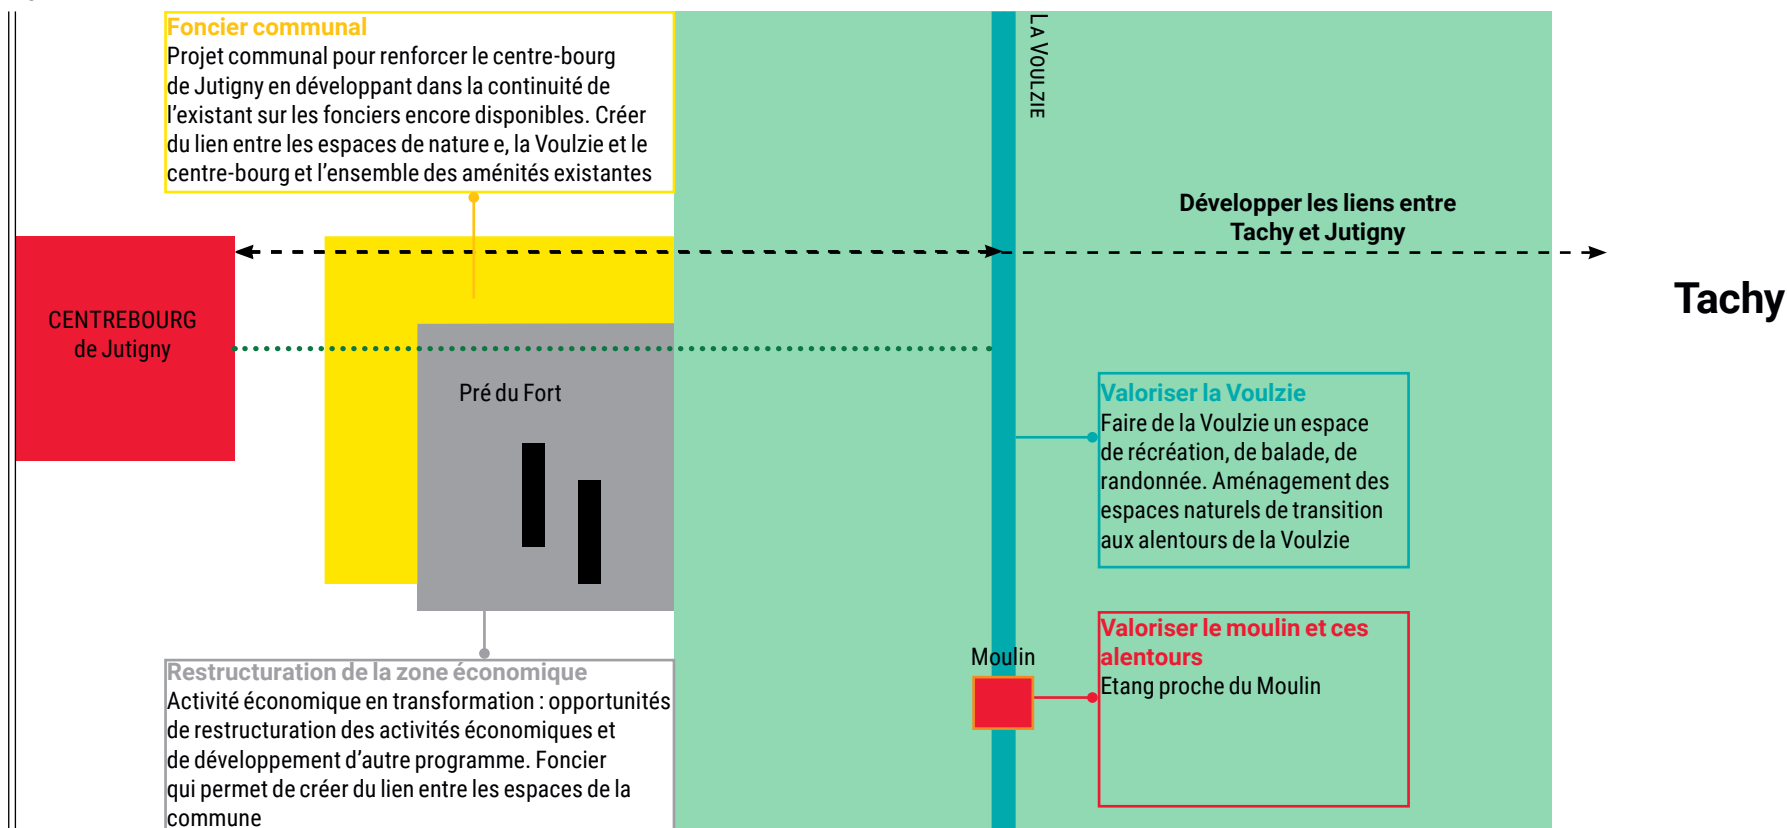 Foncier communal
Projet communal pour renforcer le centre-bourg
de Jutigny en développant dans la continuité de
l'existant sur les fonciers encore disponibles. Créer
du lien entre les espaces de nature e, la Voulzie et le
centre-bourg et l'ensemble des aménités existantes
LA VOULZIE
Développer les liens entre
Tachy et Jutigny
Tachy
CENTREBOURG
de Jutigny
Pré du Fort
Valoriser la Voulzie
Faire de la Voulzie un espace
de récréation, de balade, de
randonnée. Aménagement des
espaces naturels de transition
aux alentours de la Voulzie
Moulin
Valoriser le moulin et ces
alentours
Etang proche du Moulin
Restructuration de la zone économique
Activité économique en transformation : opportunités
de restructuration des activités économiques et
de développement d'autre programme. Foncier
qui permet de créer du lien entre les espaces de la
commune